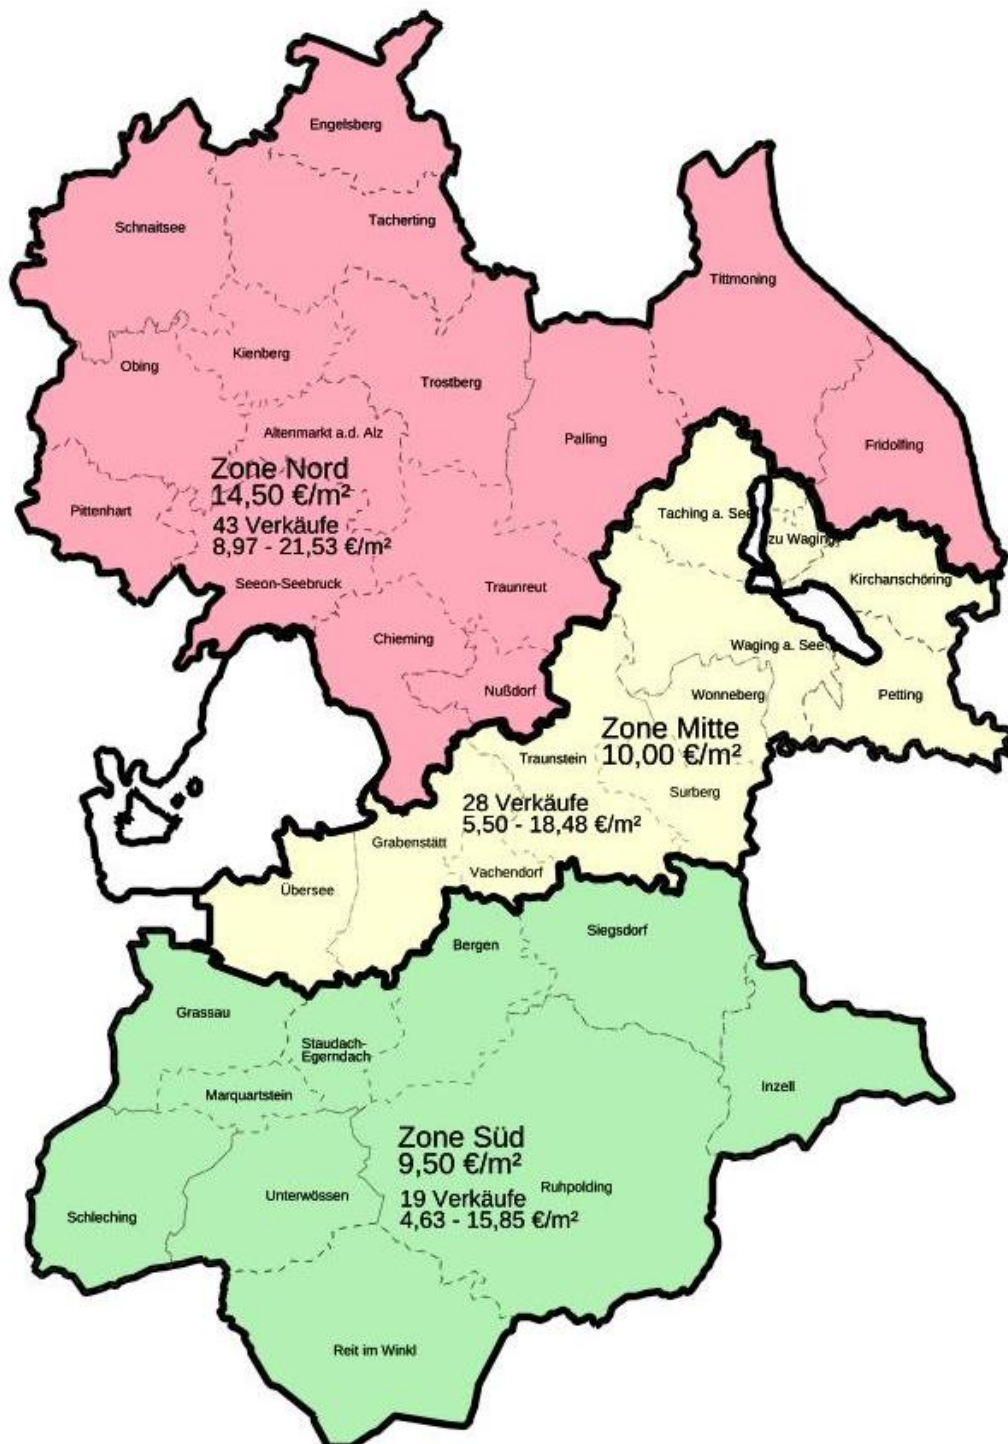 Engelsberg
Schnaitsee
Tacherting
Tittmoning
Obing
Kienberg
Trostberg
Altenmarkt a.d. Alz
Palling
Fridolfing
Zone Nord
14,50 €/m²
43 Verkäufe
8,97 - 21,53 €/m²
Pittenhart
Taching a. See
zu Waging
Seeon-Seebruck
Traunreut
Kirchanschöring
Chieming
Waging a. See
Nußdorf
Wonneberg
Petting
Zone Mitte
10,00 €/m²
Traunstein
Surberg
28 Verkäufe
5,50 - 18,48 €/m²
Grabenstätt
Vachendorf
Übersee
Bergen
Siegsdorf
Grassau
Staudach-
Egerndach
Marquartstein
Inzell
Zone Süd
9,50 €/m²
19 Verkäufe
4,63 - 15,85 €/m²
Ruhpolding
Unterwössen
Schleching
Reit im Winkl